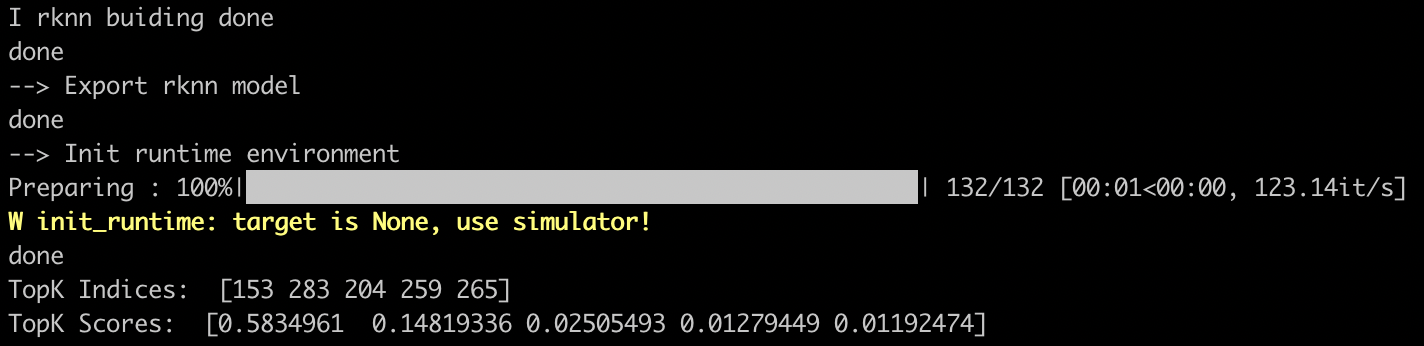 I rknn buiding done
done
--> Export rknn model
done
--> Init runtime environment
Preparing : 100%|| 132/132 [00:01<00:00, 123.14it/s]
W init_runtime: target is None, use simulator!
done
TopK Indices:  [153 283 204 259 265]
TopK Scores:  [0.5834961  0.14819336 0.02505493 0.01279449 0.01192474]